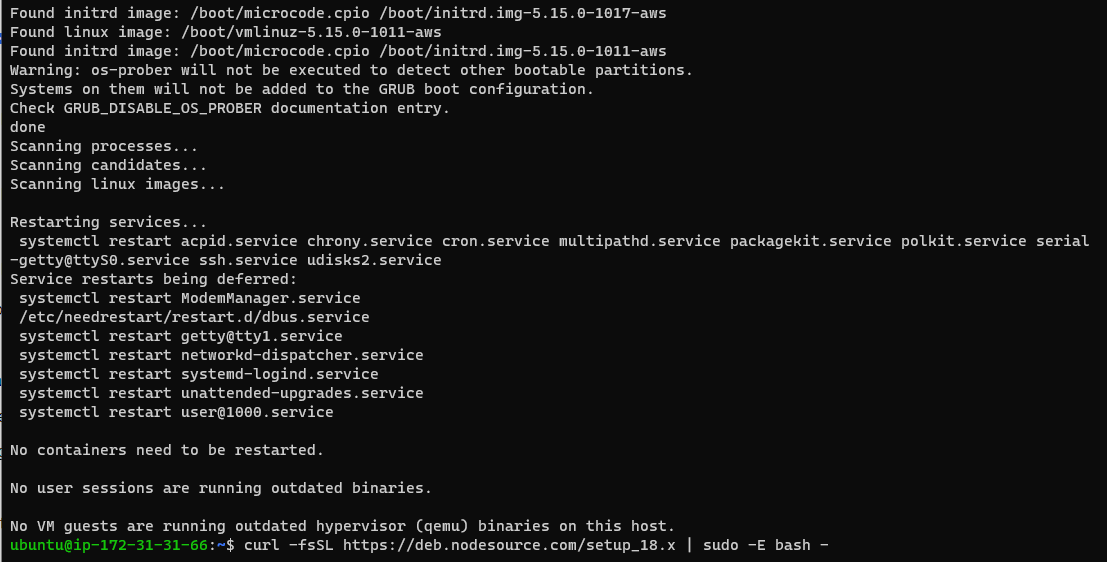 Found initrd image: /boot/microcode.cpio /boot/initrd.img-5.15.0-1017-aws
Found linux image: /boot/vmlinuz-5.15.0-1011-aws
Found initrd image: /boot/microcode.cpio /boot/initrd.img-5.15.0-1011-aws
Warning: os-prober will not be executed to detect other bootable partitions.
Systems on them will not be added to the GRUB boot configuration.
Check GRUB_DISABLE_OS_PROBER documentation entry.
done
Scanning processes...
Scanning candidates...
Scanning linux images...
Restarting services...
systemctl restart acpid.service chrony.service cron.service multipathd.service packagekit.service polkit.service serial
-getty@ttyS0.service ssh.service udisks2.service
Service restarts being deferred:
systemctl restart ModemManager.service
/etc/needrestart/restart.d/dbus.service
systemctl restart getty@tty1.service
systemctl restart networkd-dispatcher.service
systemctl restart systemd-logind.service
systemctl restart unattended-upgrades.service
systemctl restart user@1000.service
No containers need to be restarted.
No user sessions are running outdated binaries.
No VM guests are running outdated hypervisor (qemu) binaries on this host.
ubuntu@ip-172-31-31-66:~$ curl -fsSL https://deb.nodesource.com/setup_18.x | sudo -E bash -